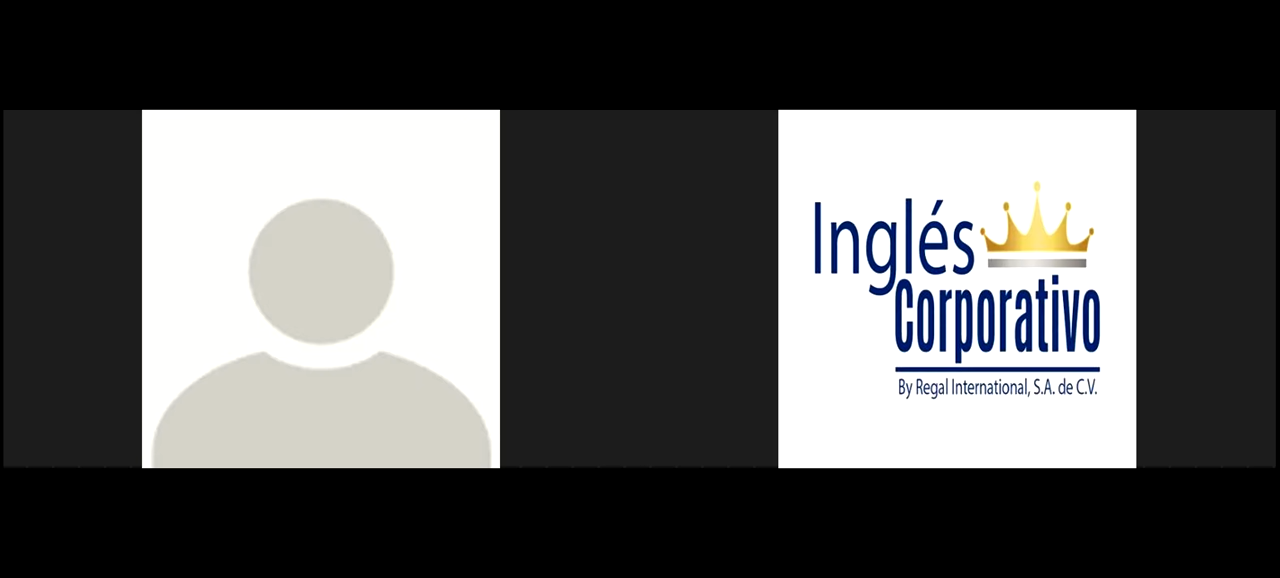 Inglés
Corporativo
By Regal International, S.A. de C.V.